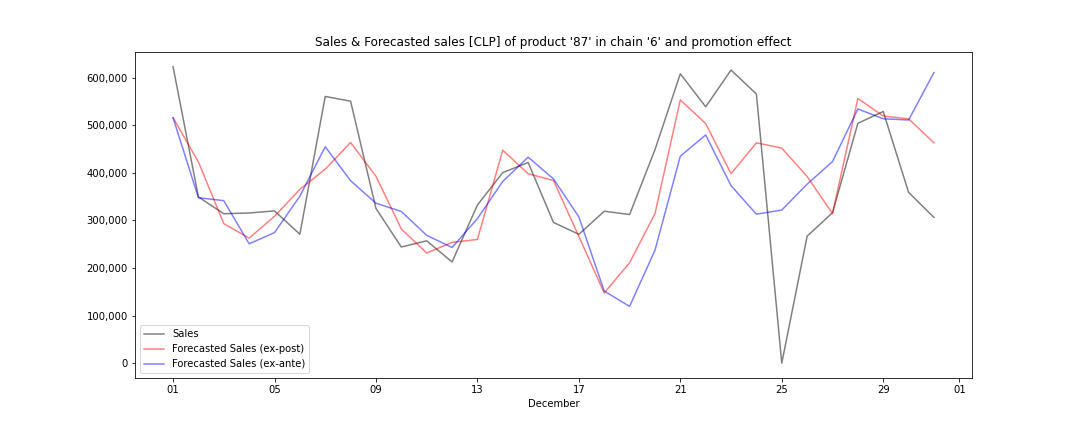 Sales & Forecasted sales [CLP] of product '87' in chain '6' and promotion effect
600,000
500,000
400,000
300,000
200,000
100,000
0
Sales
Forecasted Sales (ex-post)
Forecasted Sales (ex-ante)
01 05 09 13 17 21 25 29 01
December